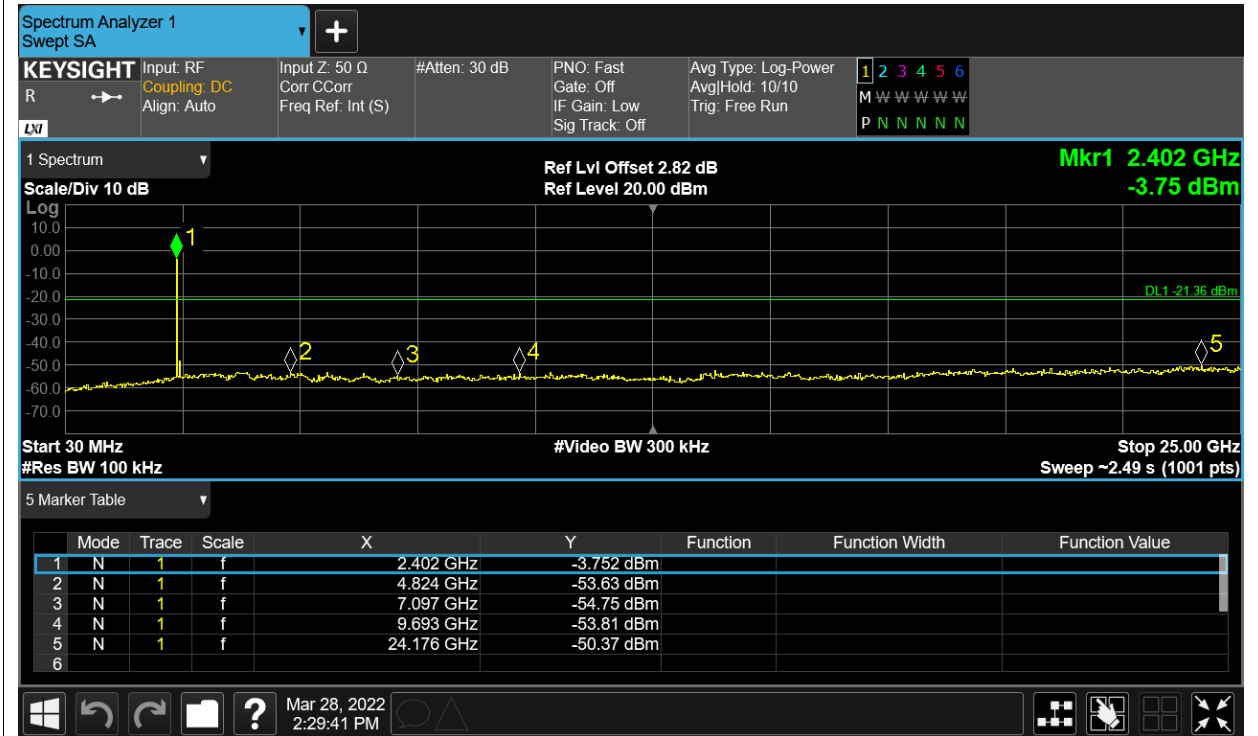 Spectrum Analyzer 1
Swept SA
KEYSIGHT Input: RF Input Z: 50 Ω #Atten: 30 dB PNO: Fast Avg Type: Log-Power 1 2 3 4 5 6
R Coupling: DC Corr CCorr Gate: Off Avg|Hold: 10/10 M W W W W W W
Align: Auto Freq Ref: Int (S) IF Gain: Low Trig: Free Run
LXI Sig Track: Off P N N N N N N
1 Spectrum Ref Lvl Offset 2.82 dB Mkr1 2.402 GHz
Scale/Div 10 dB Ref Level 20.00 dBm -3.75 dBm
Log
10.0 1
0.00
-10.0
-20.0 DL1 -21.36 dBm
-30.0
-40.0 2 3 4 5
-50.0
-60.0
-70.0
Start 30 MHz #Video BW 300 kHz Stop 25.00 GHz
#Res BW 100 kHz Sweep ~2.49 s (1001 pts)
5 Marker Table
Mode Trace Scale X Y Function Function Width Function Value
1 N 1 f 2.402 GHz -3.752 dBm
2 N 1 f 4.824 GHz -53.63 dBm
3 N 1 f 7.097 GHz -54.75 dBm
4 N 1 f 9.693 GHz -53.81 dBm
5 N 1 f 24.176 GHz -50.37 dBm
6
? Mar 28, 2022
2:29:41 PM